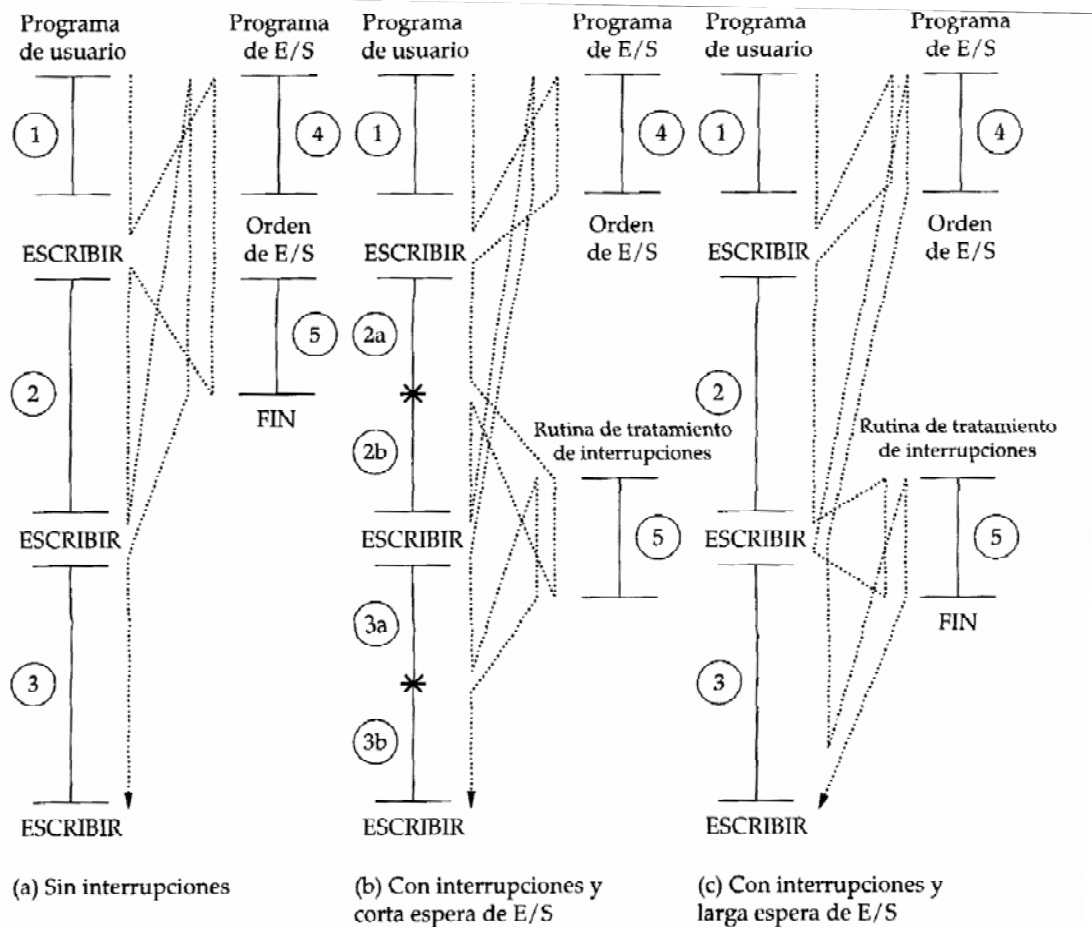 Programa
de usuario
Programa
de E/S
Programa
de usuario
Programa
de E/S
Programa
de usuario
Programa
de E/S
1
4
1
4
1
4
Orden
de E/S
Orden
de E/S
Orden
de E/S
ESCRIBIR
ESCRIBIR
ESCRIBIR
5
2a
2
2
FIN
2b
Rutina de tratamiento
de interrupciones
Rutina de tratamiento
de interrupciones
ESCRIBIR
ESCRIBIR
ESCRIBIR
5
5
3a
FIN
3
3
3b
ESCRIBIR
ESCRIBIR
ESCRIBIR
(a) Sin interrupciones
(b) Con interrupciones y
corta espera de E/S
(c) Con interrupciones y
larga espera de E/S